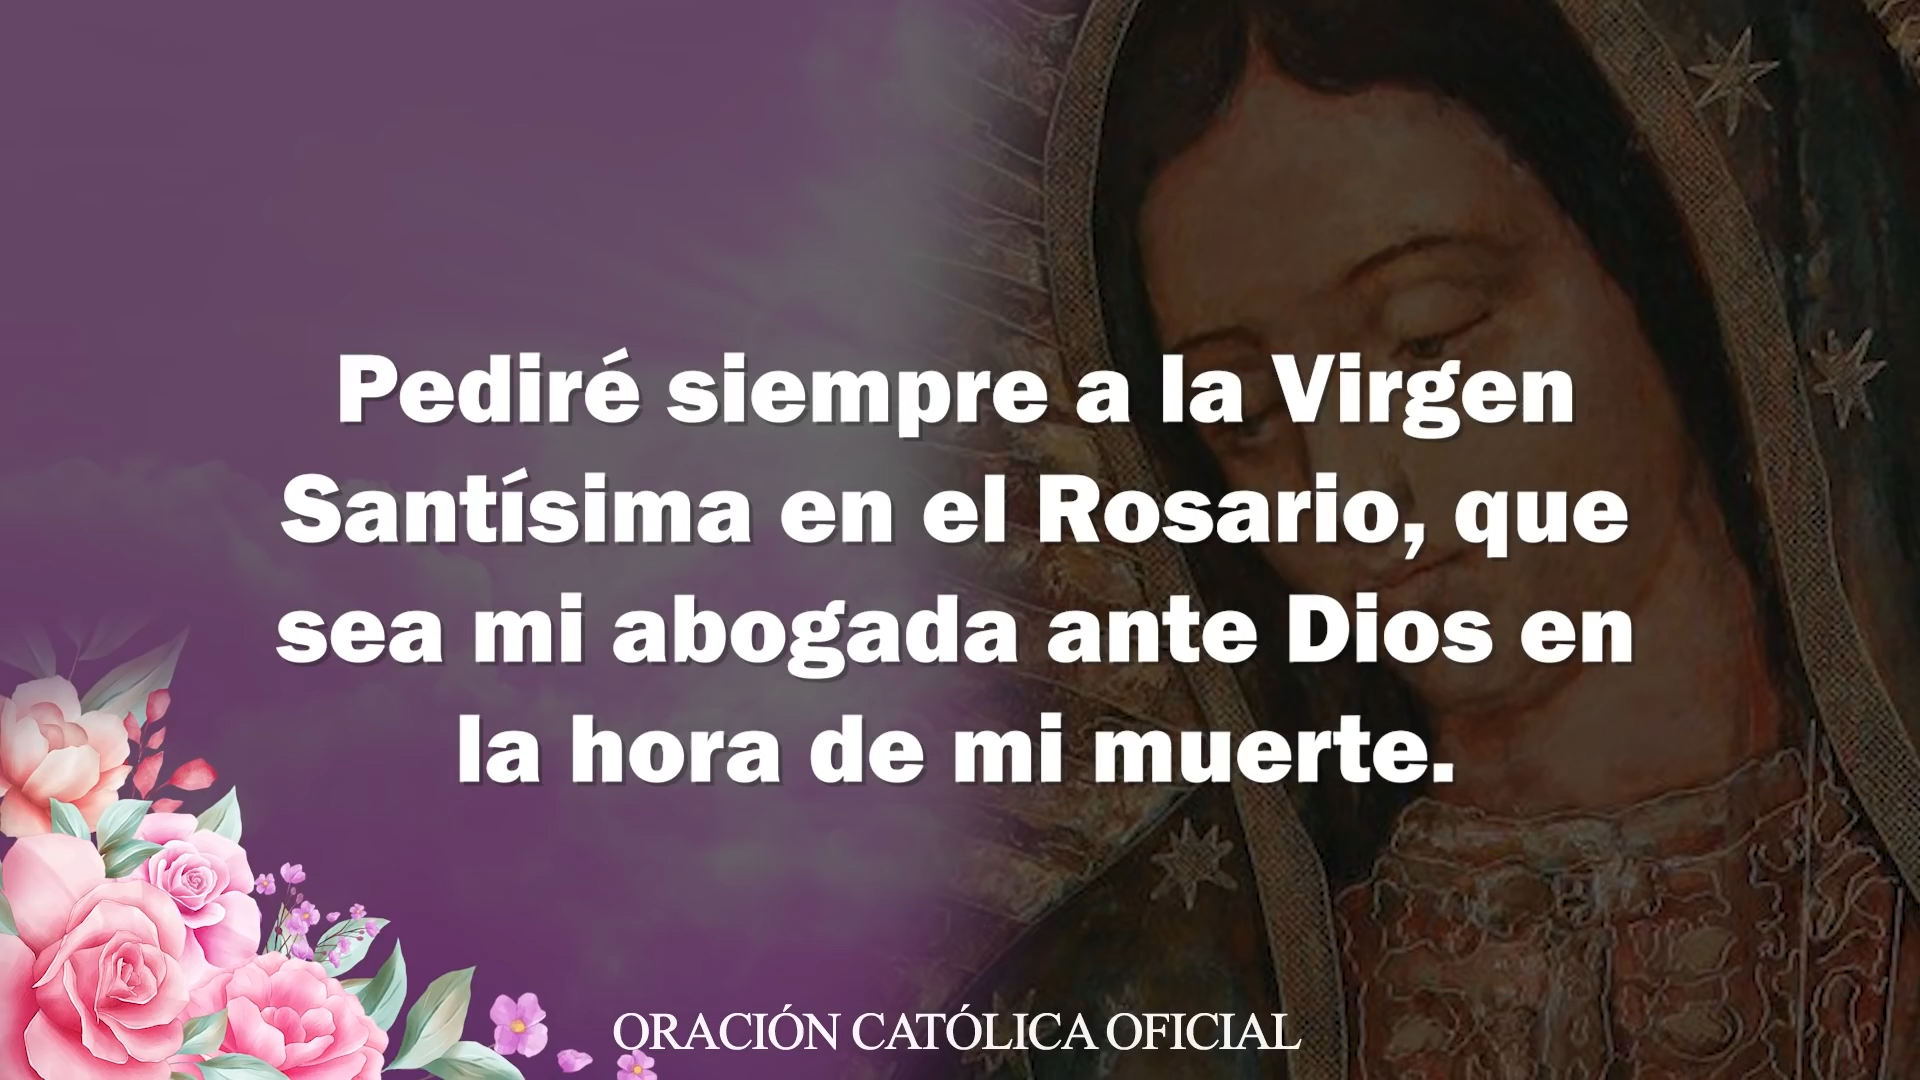 Pediré siempre a la Virgen
Santísima en el Rosario, que
sea mi abogada ante Dios en
la hora de mi muerte.
ORACIÓN CATÓLICA OFICIAL